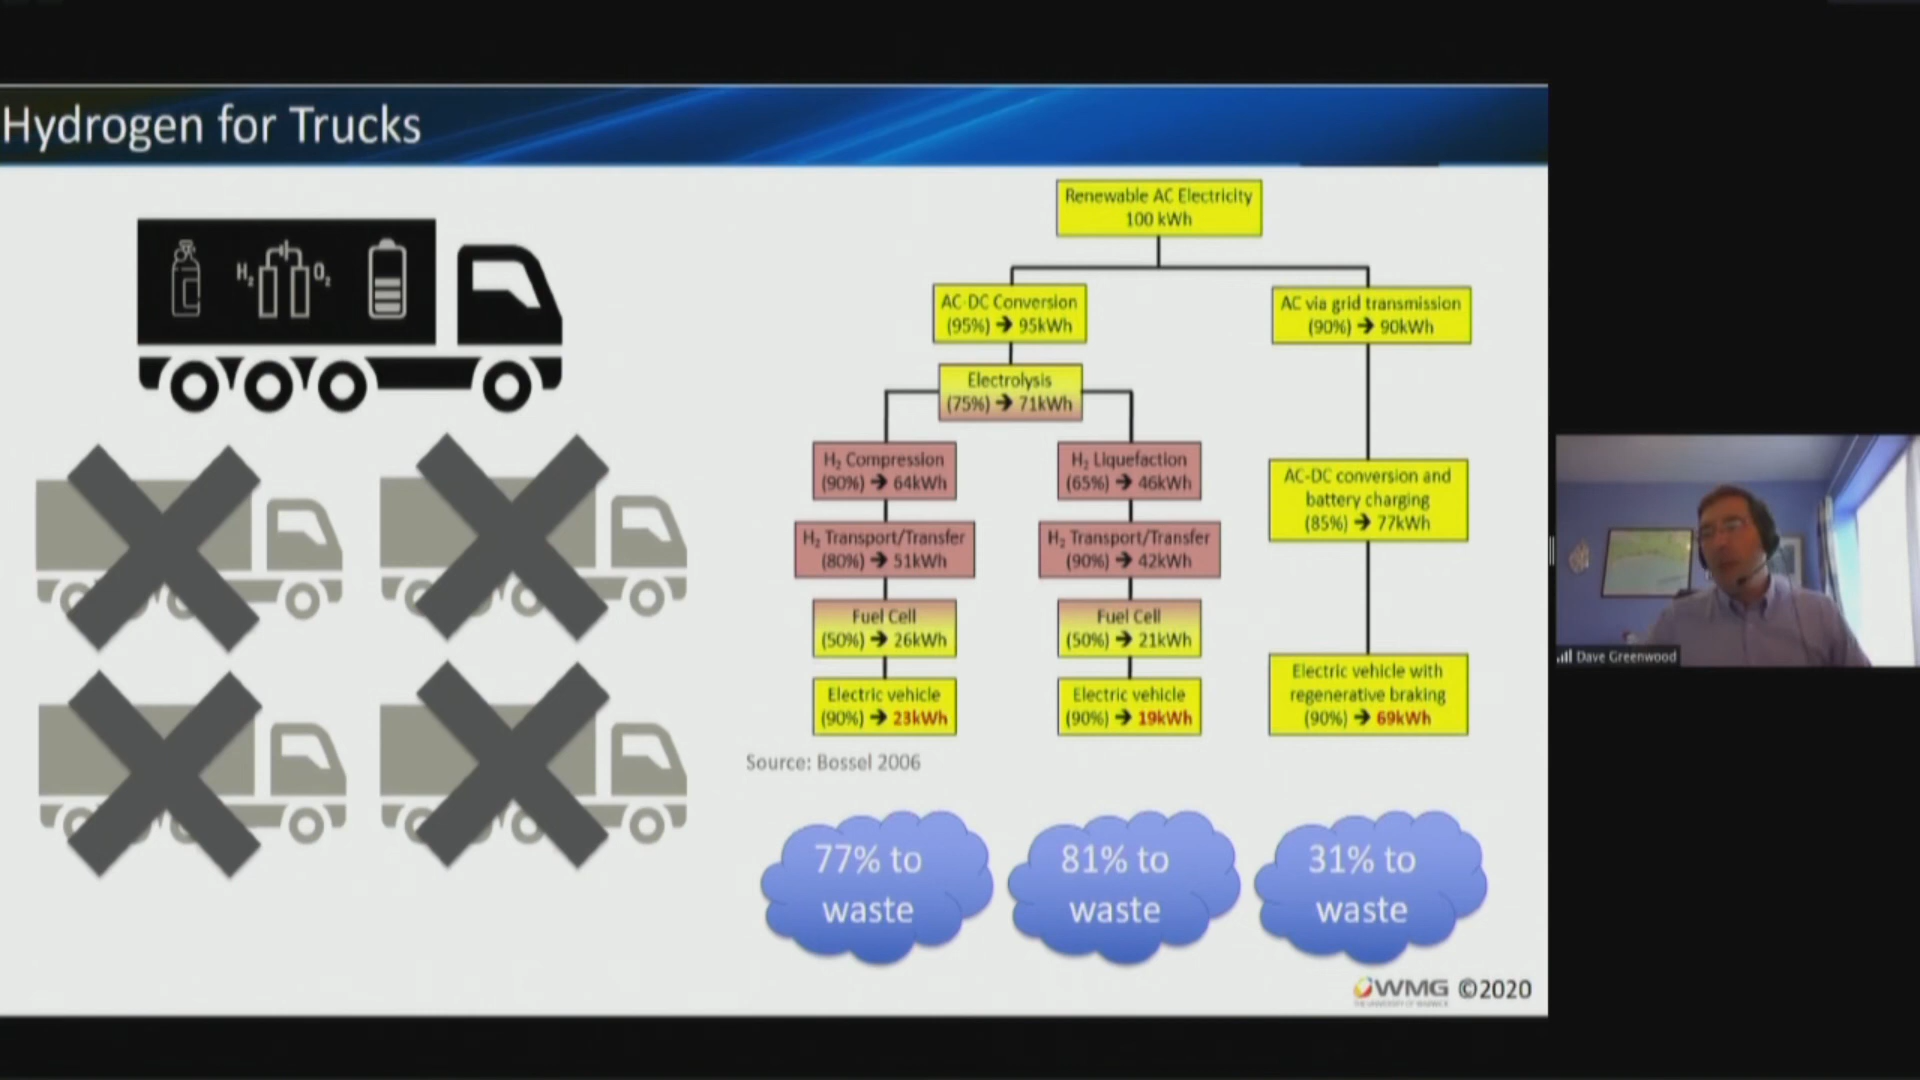 Hydrogen for Trucks
H₂
O₂
Renewable AC Electricity
100 kWh
AC-DC Conversion
(95%) ➔ 95kWh
AC via grid transmission
(90%) ➔ 90kWh
Electrolysis
(75%) ➔ 71kWh
H₂ Compression
(90%) ➔ 64kWh
H₂ Liquefaction
(65%) ➔ 46kWh
AC-DC conversion and
battery charging
(85%) ➔ 77kWh
H₂ Transport/Transfer
(80%) ➔ 51kWh
H₂ Transport/Transfer
(90%) ➔ 42kWh
Fuel Cell
(50%) ➔ 26kWh
Fuel Cell
(50%) ➔ 21kWh
Electric vehicle
(90%) ➔ 23kWh
Electric vehicle
(90%) ➔ 19kWh
Electric vehicle with
regenerative braking
(90%) ➔ 69kWh
Source: Bossel 2006
77% to
waste
81% to
waste
31% to
waste
WMG ©2020
Dave Greenwood